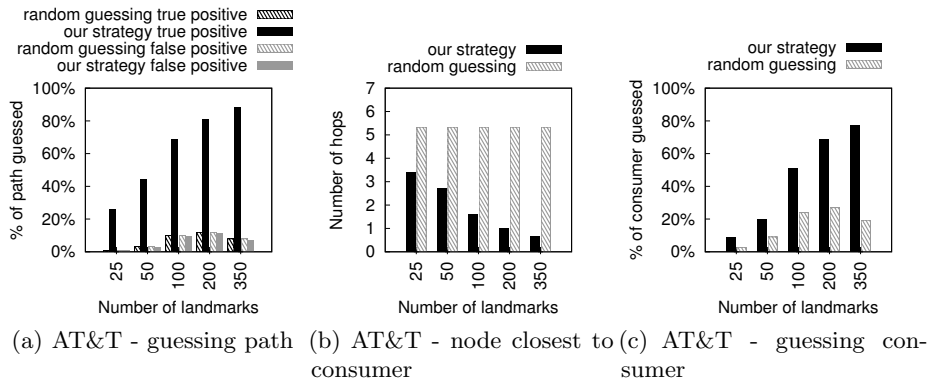 random guessing true positive
our strategy true positive
random guessing false positive
our strategy false positive
100%
80%
60%
40%
20%
0%
% of path guessed
25
50
100
200
350
Number of landmarks
(a) AT&T - guessing path
our strategy
random guessing
7
6
5
4
3
2
1
0
Number of hops
25
50
100
200
350
Number of landmarks
(b) AT&T - node closest to
consumer
our strategy
random guessing
100%
80%
60%
40%
20%
0%
% of consumer guessed
25
50
100
200
350
Number of landmarks
(c) AT&T - guessing con-
sumer